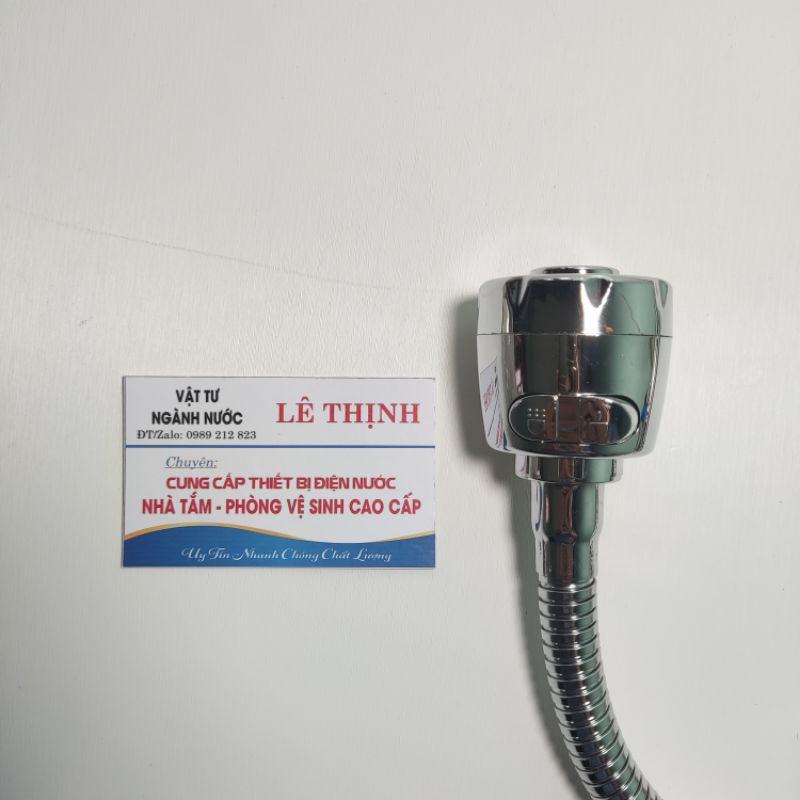 VẬT TƯ
NGÀNH NƯỚC
ĐT/Zalo: 0989 212 823
LÊ THỊNH
Chuyên:
CUNG CẤP THIẾT BỊ ĐIỆN NƯỚC
NHÀ TẮM - PHÒNG VỆ SINH CAO CẤP
Uy Tín Nhanh Chóng Chất Lượng